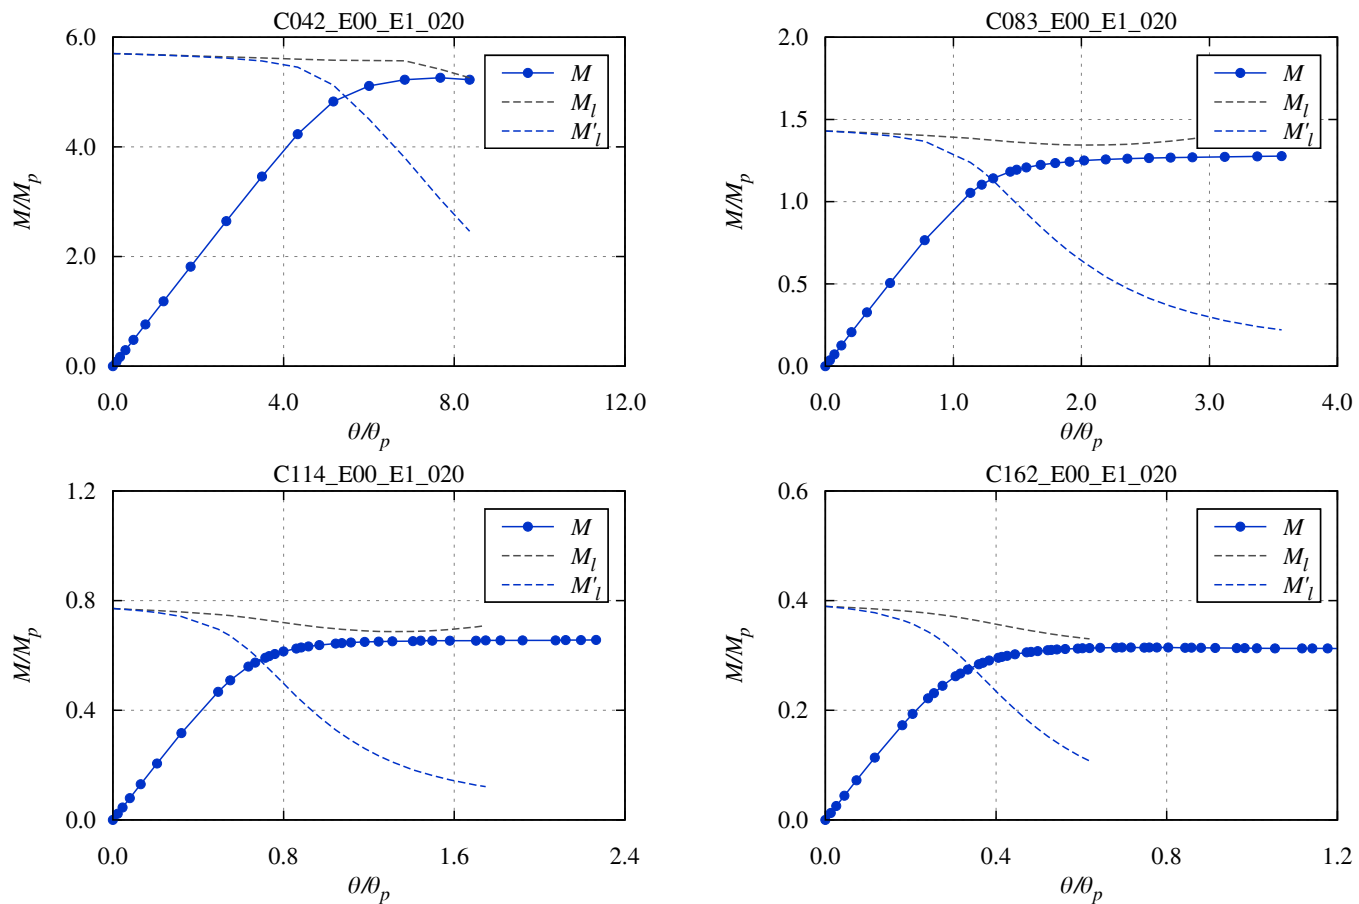 C042_E00_E1_020
6.0
4.0
2.0
0.0
M/M_p
M
M_l
M'_l
0.0 4.0 8.0 12.0
θ/θ_p
C083_E00_E1_020
2.0
1.5
1.0
0.5
0.0
M/M_p
M
M_l
M'_l
0.0 1.0 2.0 3.0 4.0
θ/θ_p
C114_E00_E1_020
1.2
0.8
0.4
0.0
M/M_p
M
M_l
M'_l
0.0 0.8 1.6 2.4
θ/θ_p
C162_E00_E1_020
0.6
0.4
0.2
0.0
M/M_p
M
M_l
M'_l
0.0 0.4 0.8 1.2
θ/θ_p